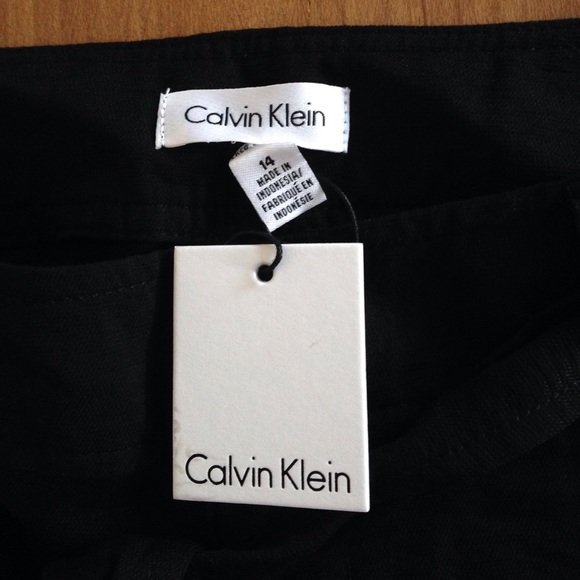 Calvin Klein
14
MADE IN
INDONESIA/
FABRIQUÉ EN
INDONÉSIE
Calvin Klein